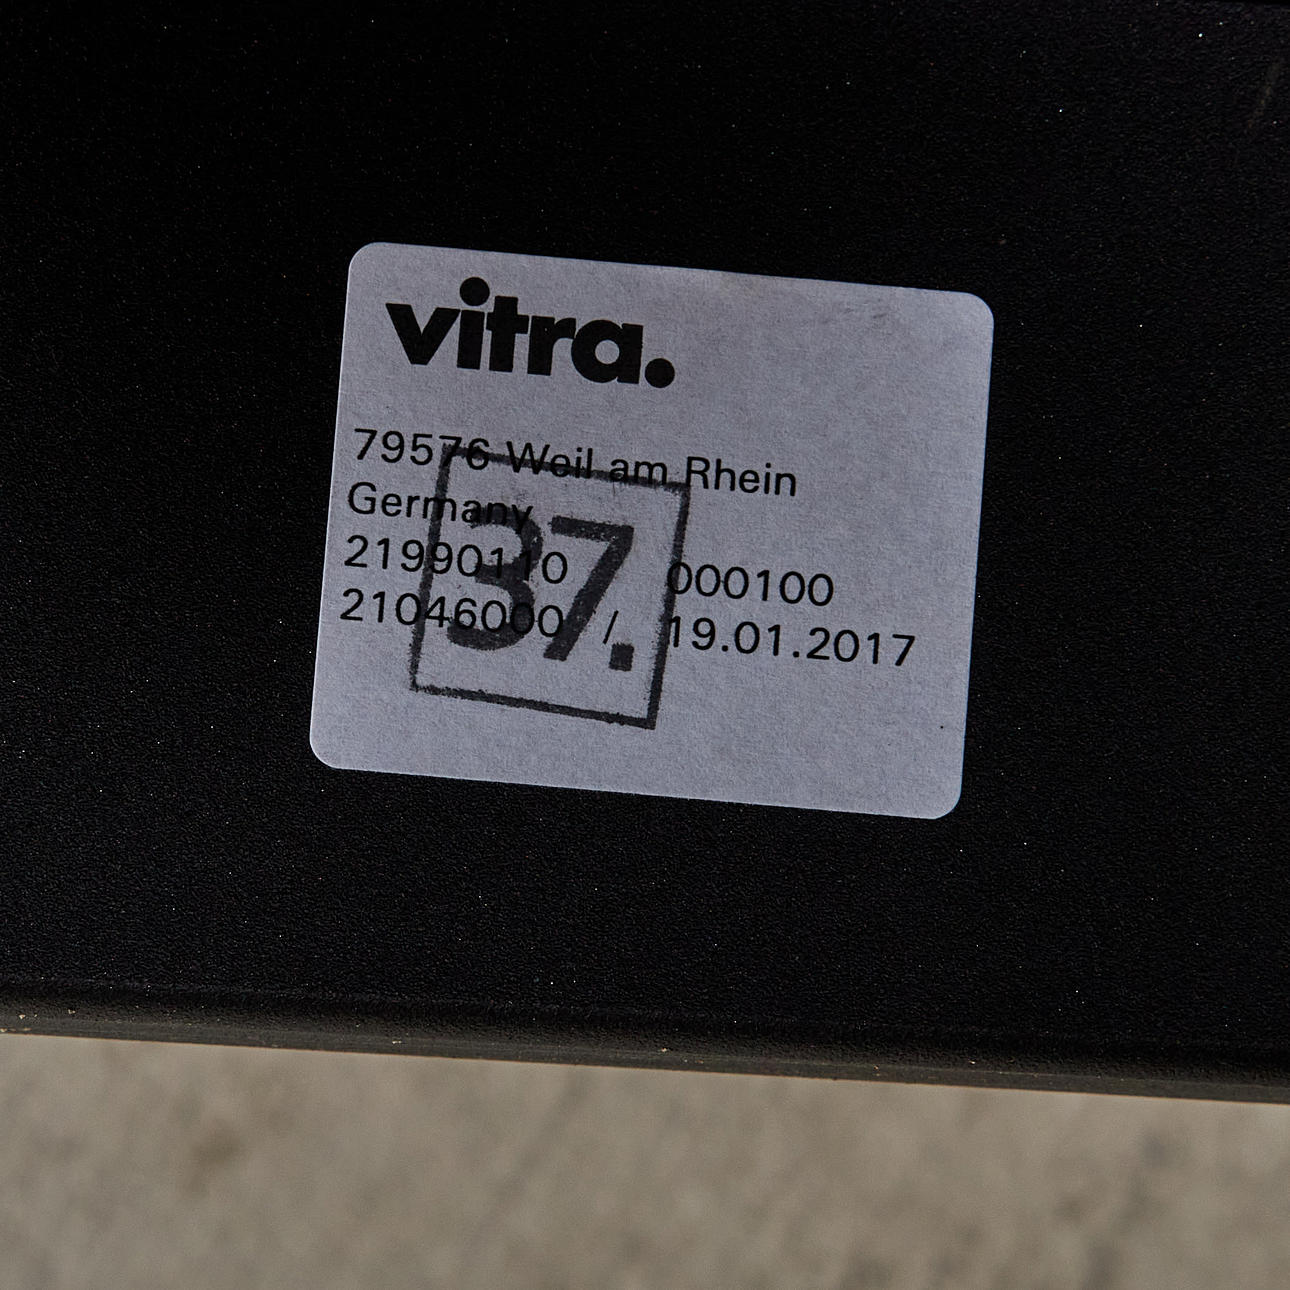 vitra.
79576 Weil am Rhein
Germany
21990110 000100
21046000 / 19.01.2017
37.